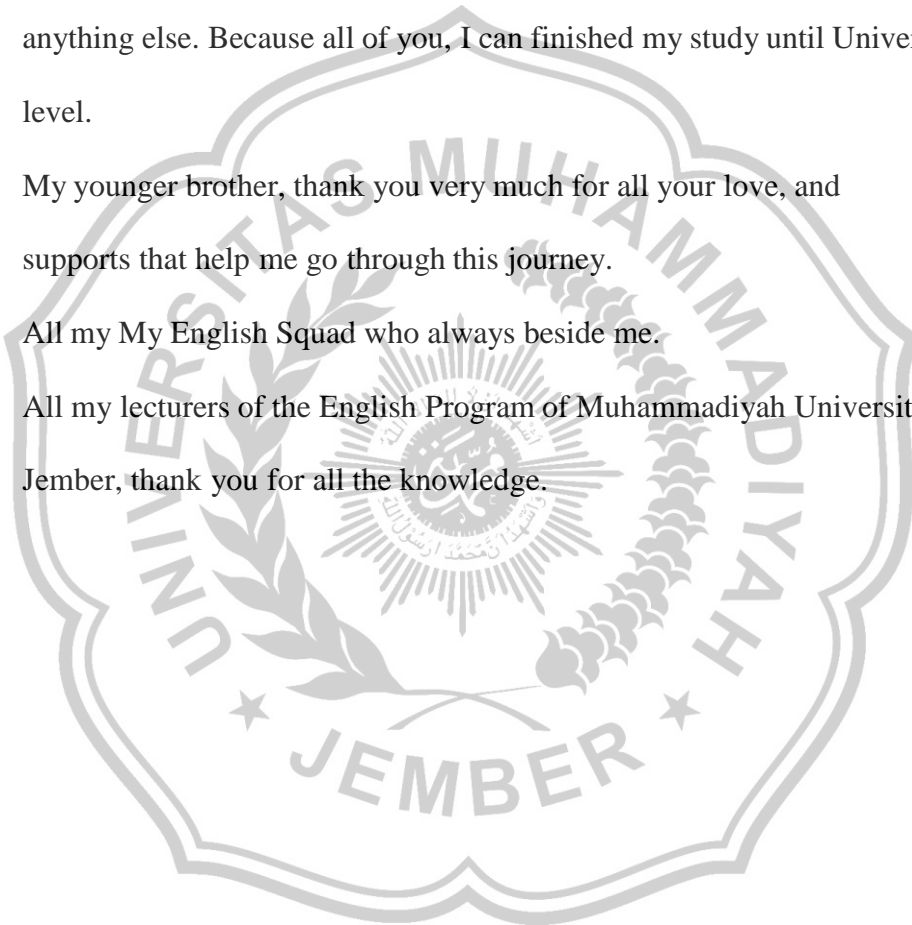 anything else. Because all of you, I can finished my study until Univer
level.
My younger brother, thank you very much for all your love, and
supports that help me go through this journey.
All my My English Squad who always beside me.
All my lecturers of the English Program of Muhammadiyah Universit
Jember, thank you for all the knowledge.
UNIVERSITAS MUHAMMADIYAH
JEMBER